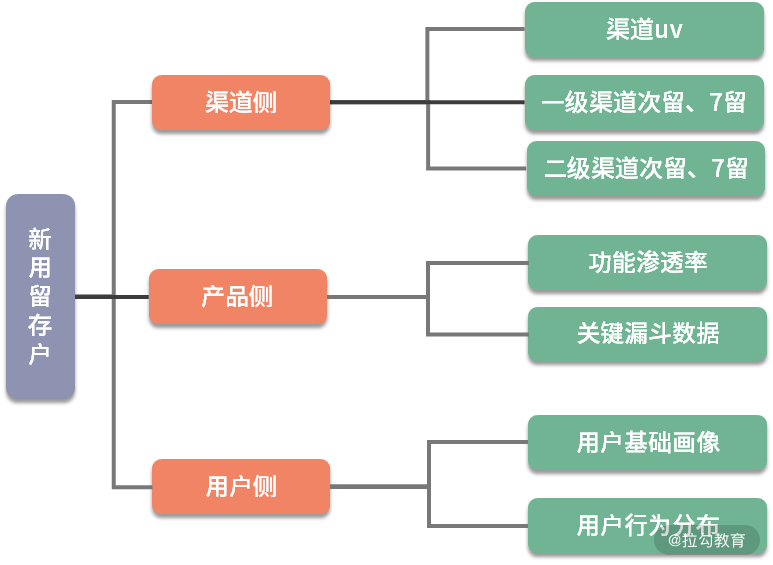 新
用
留
存
户
渠道侧
渠道uv
一级渠道次留、7留
二级渠道次留、7留
产品侧
功能渗透率
关键漏斗数据
用户侧
用户基础画像
用户行为分布
@拉勾教育